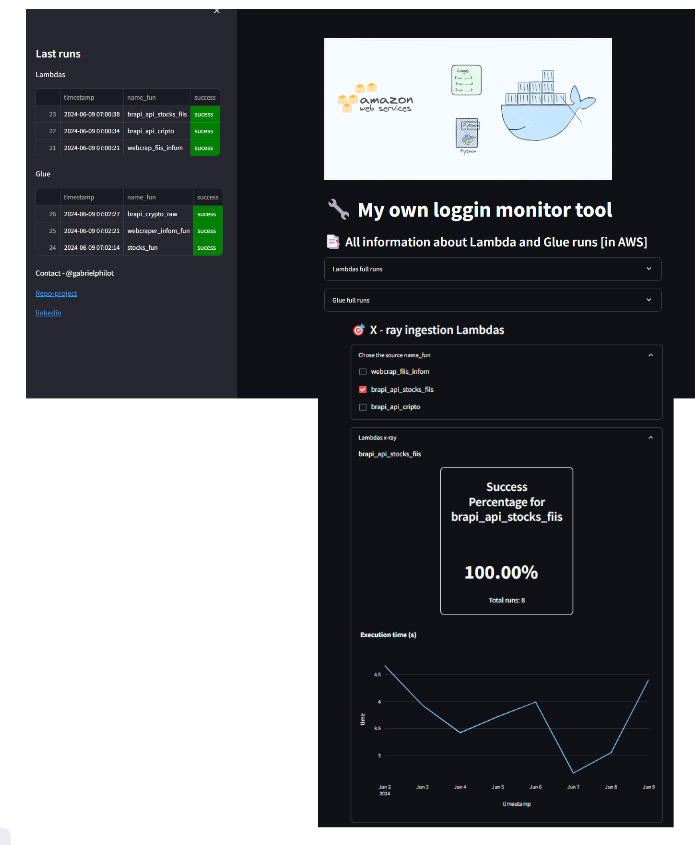 Last runs
Lambdas
timestamp name_fun success
23 2024-06-09 07:00:38 brapi_api_stocks_fiis sucess
22 2024-06-09 07:00:34 brapi_api_cripto sucess
21 2024-06-09 07:00:21 webcrap_fiis_infom sucess
Glue
timestamp name_fun success
26 2024-06-09 07:02:27 brapi_crypto_raw sucess
25 2024-06-09 07:02:21 webcraper_infom_fun sucess
24 2024-06-09 07:02:14 stocks_fun sucess
Contact - @gabrielphilot
Repo-project
linkedin
amazon
web services
Python
My own loggin monitor tool
All information about Lambda and Glue runs [in AWS]
Lambdas full runs
Glue full runs
X - ray ingestion Lambdas
Chose the source name_fun
webcrap_fiis_infom
brapi_api_stocks_fiis
brapi_api_cripto
Lambdas x-ray
brapi_api_stocks_fiis
Success
Percentage for
brapi_api_stocks_fiis
100.00%
Total runs: 8
Execution time (s)
4.5
4
3.5
3
time
Jun 2 Jun 3 Jun 4 Jun 5 Jun 6 Jun 7 Jun 8 Jun 9
2024
timestamp